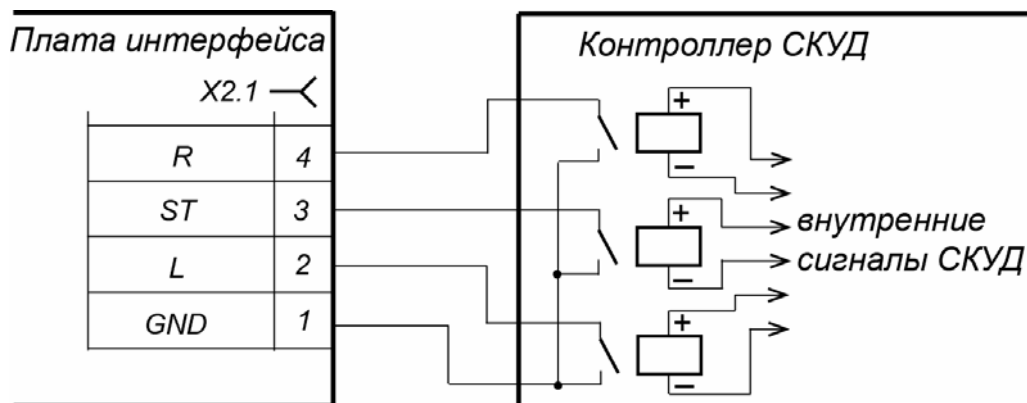 Плата интерфейса
X2.1
R 4
ST 3
L 2
GND 1
Контроллер СКУД
+
−
+
−
+
−
внутренние
сигналы СКУД